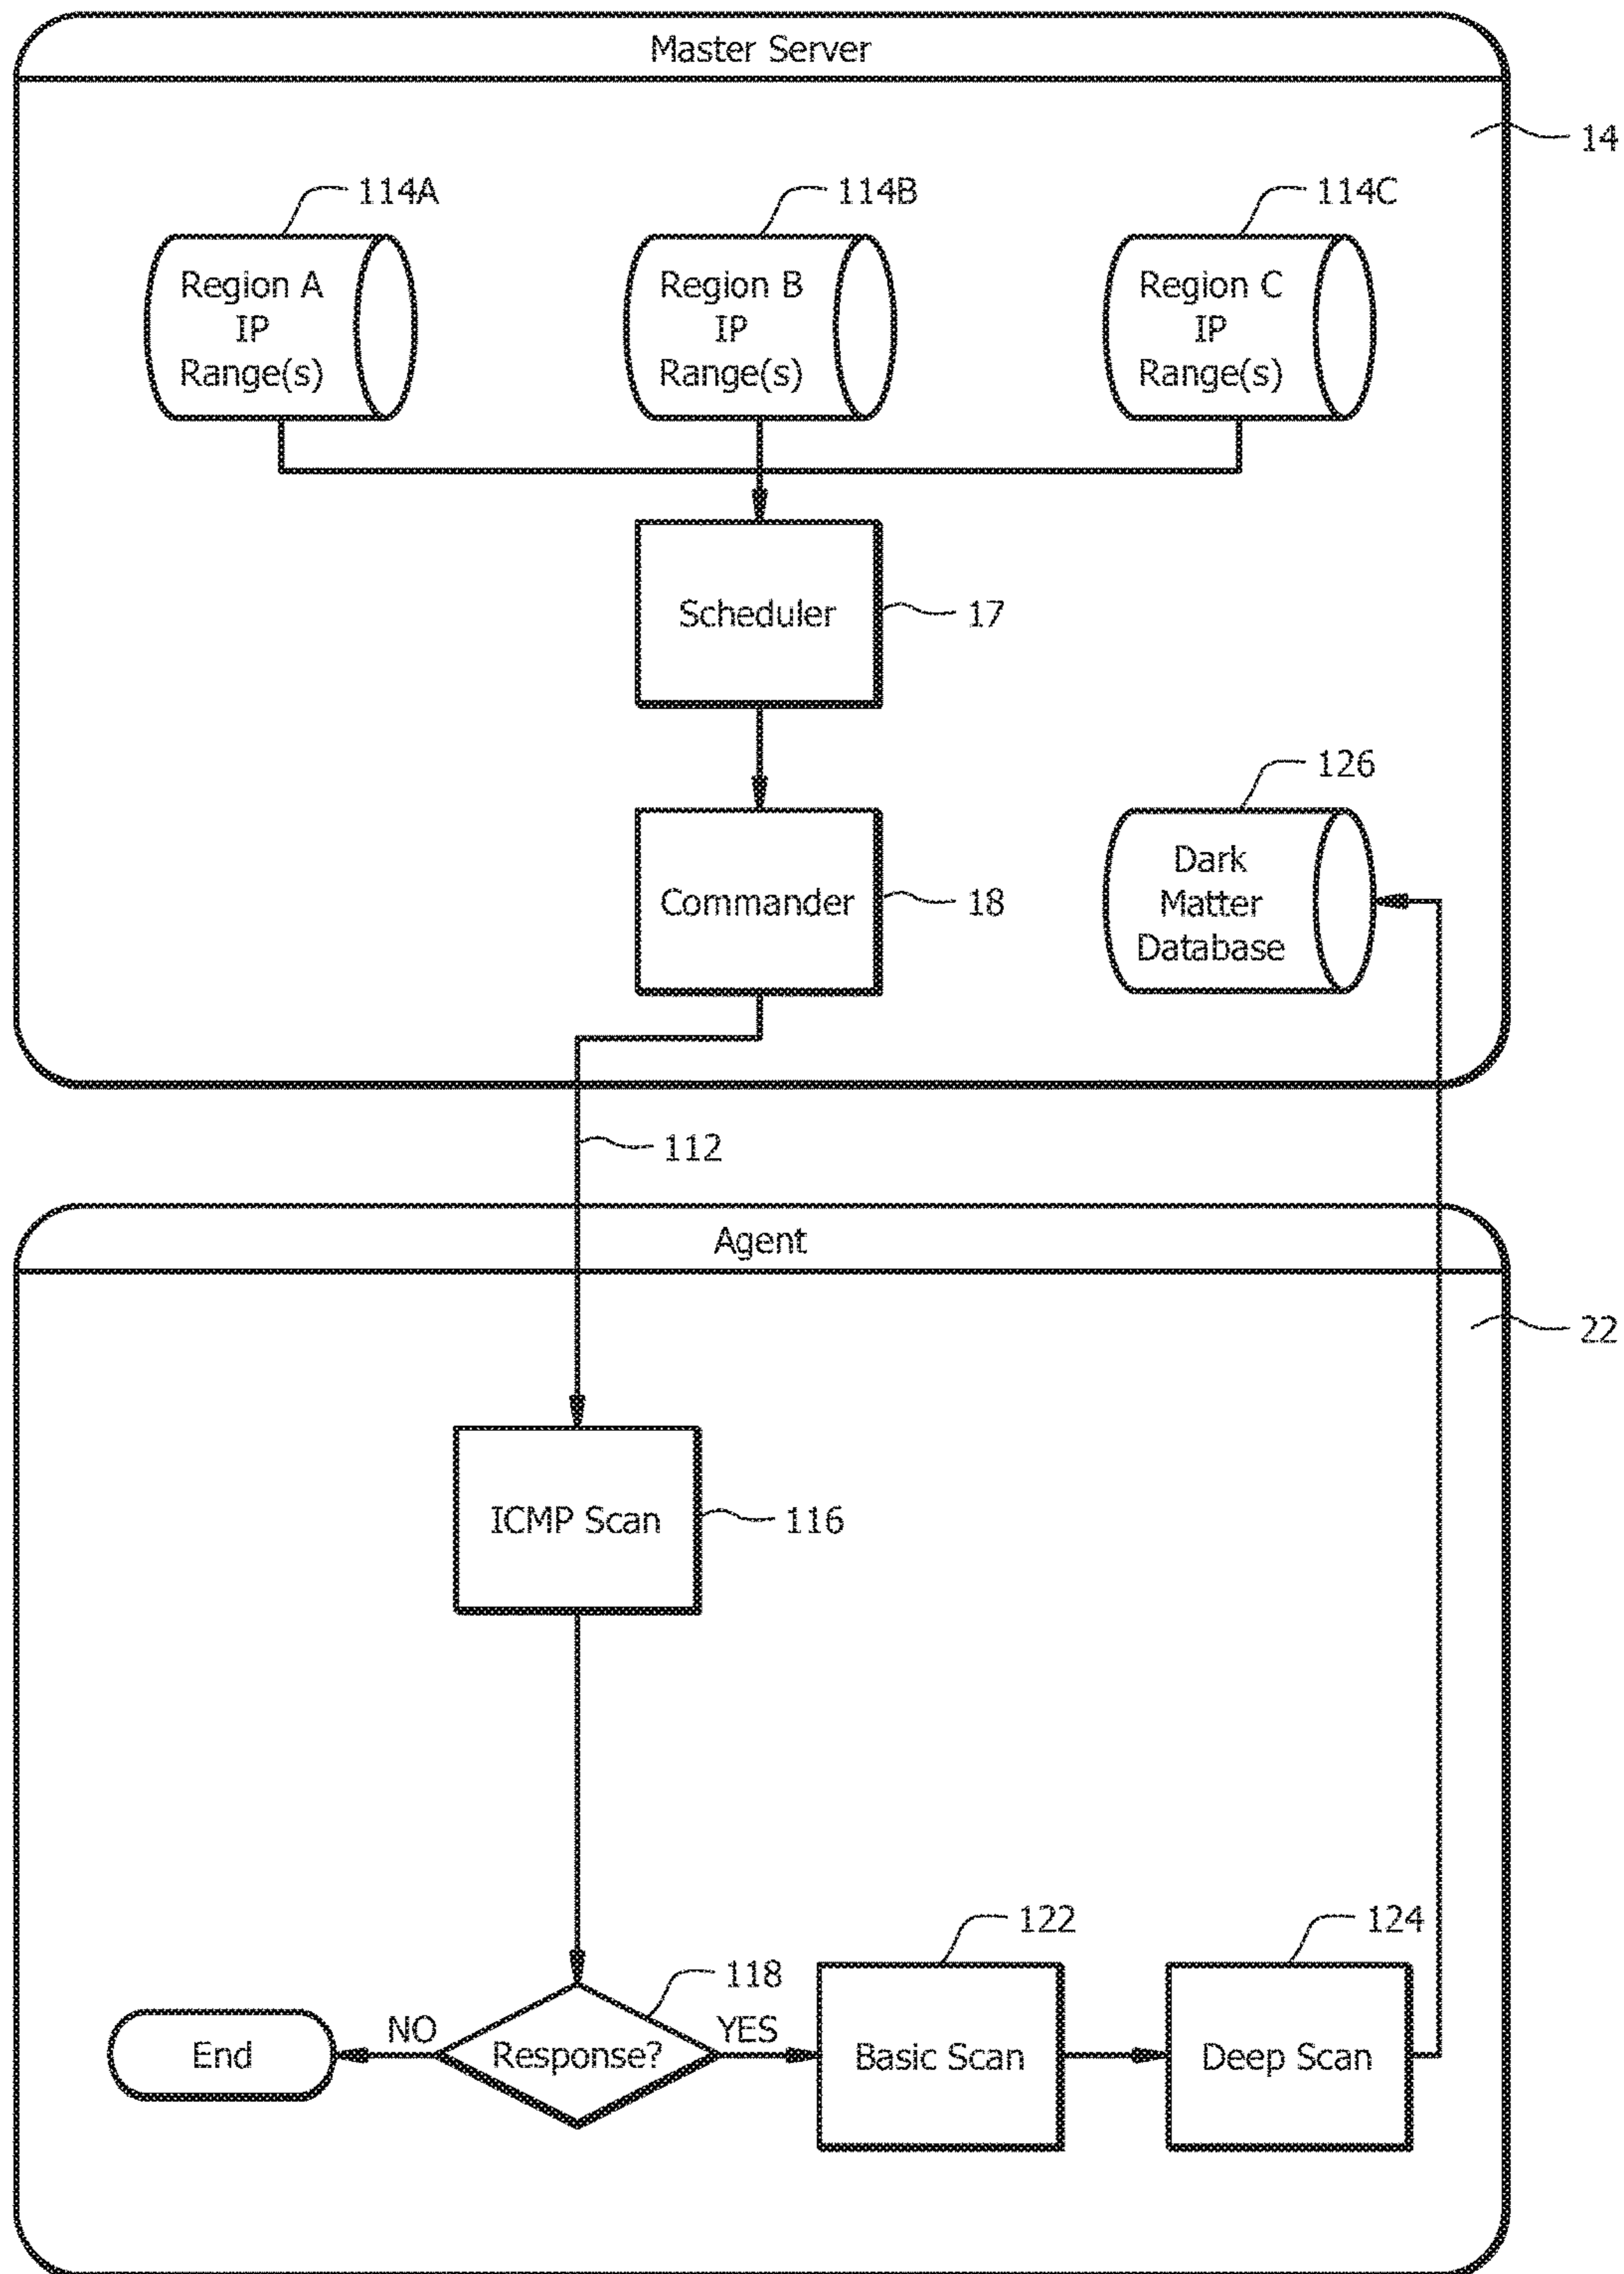 Master Server
14
114A
114B
114C
Region A
IP
Range(s)
Region B
IP
Range(s)
Region C
IP
Range(s)
Scheduler
17
126
Commander
18
Dark
Matter
Database
112
Agent
22
ICMP Scan
116
122
124
118
End
NO
Response?
YES
Basic Scan
Deep Scan